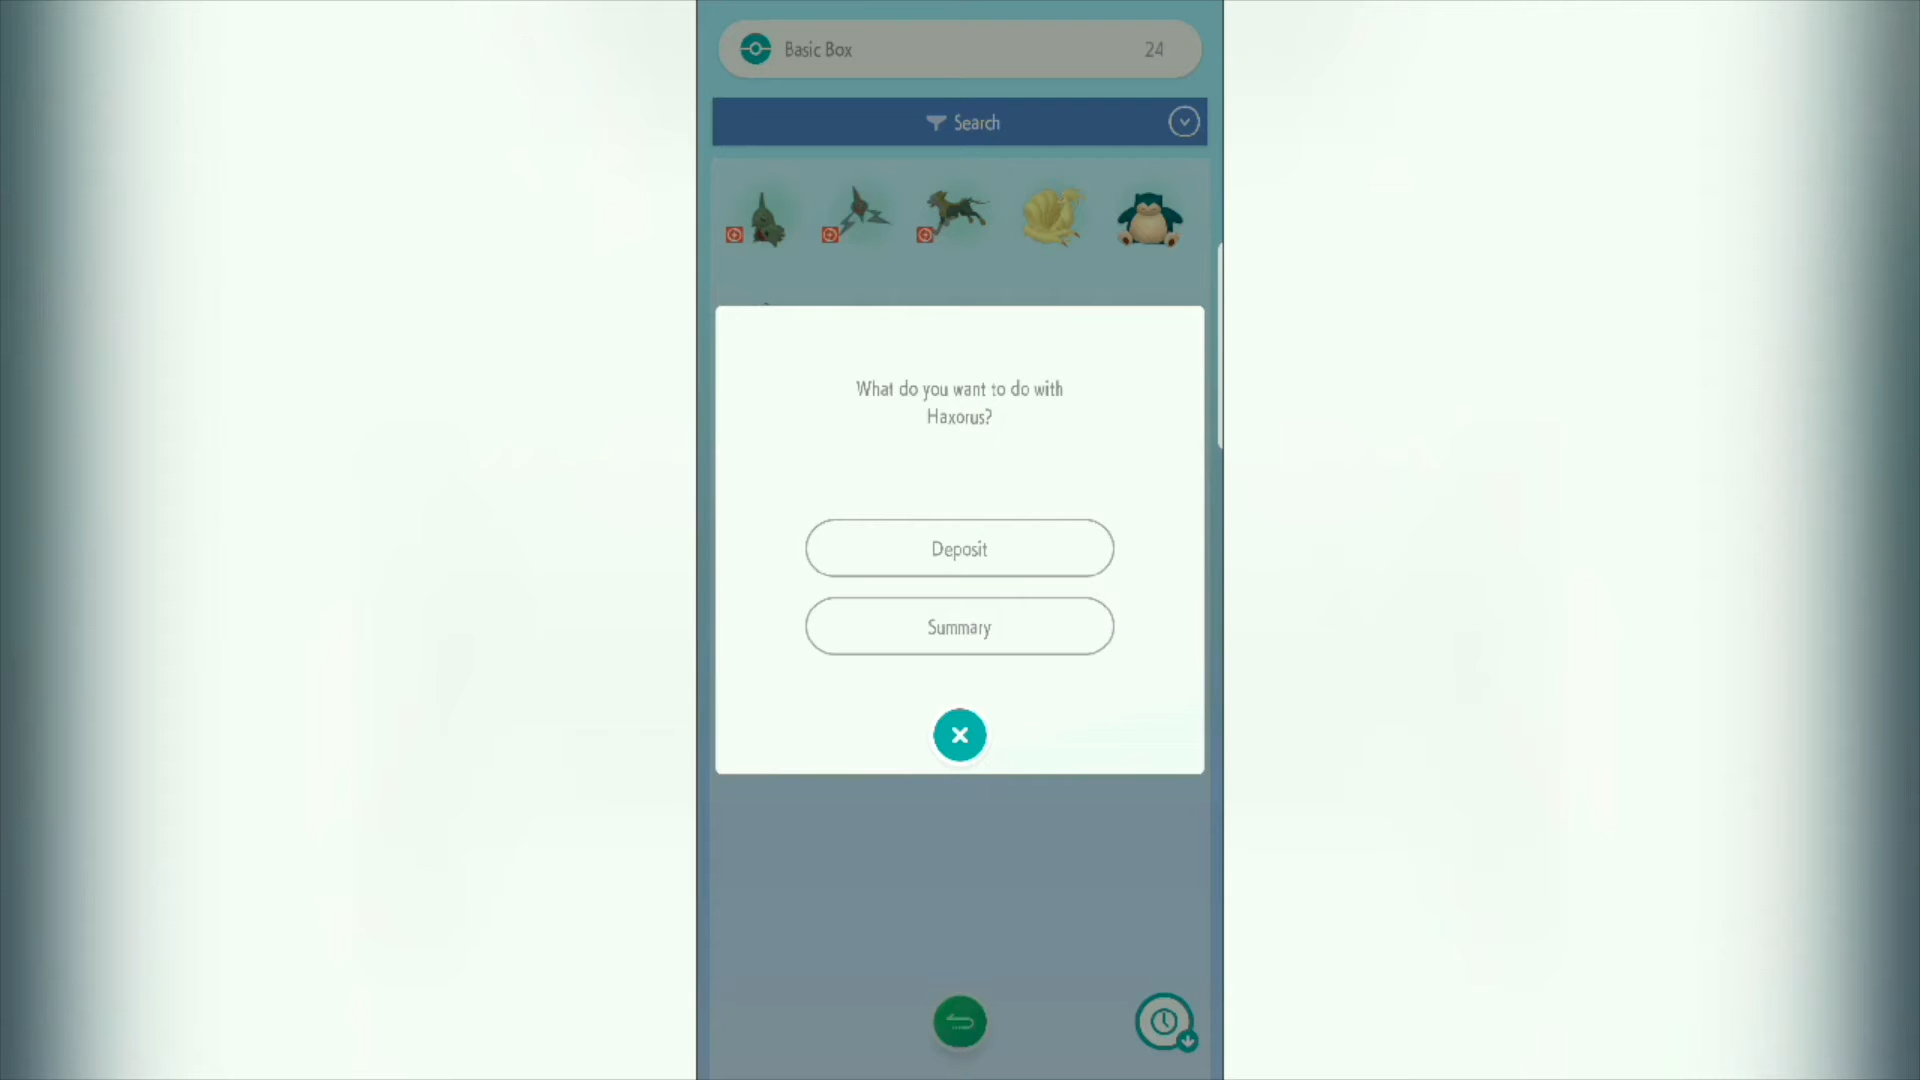 Basic Box 24
Search
What do you want to do with
Haxorus?
Deposit
Summary